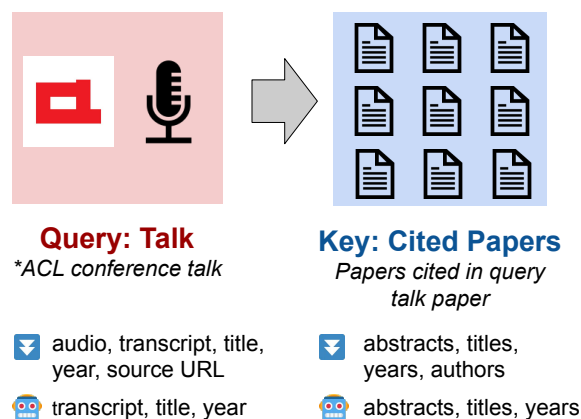 Query: Talk
*ACL conference talk
audio, transcript, title,
year, source URL
transcript, title, year
Key: Cited Papers
Papers cited in query
talk paper
abstracts, titles,
years, authors
abstracts, titles, years